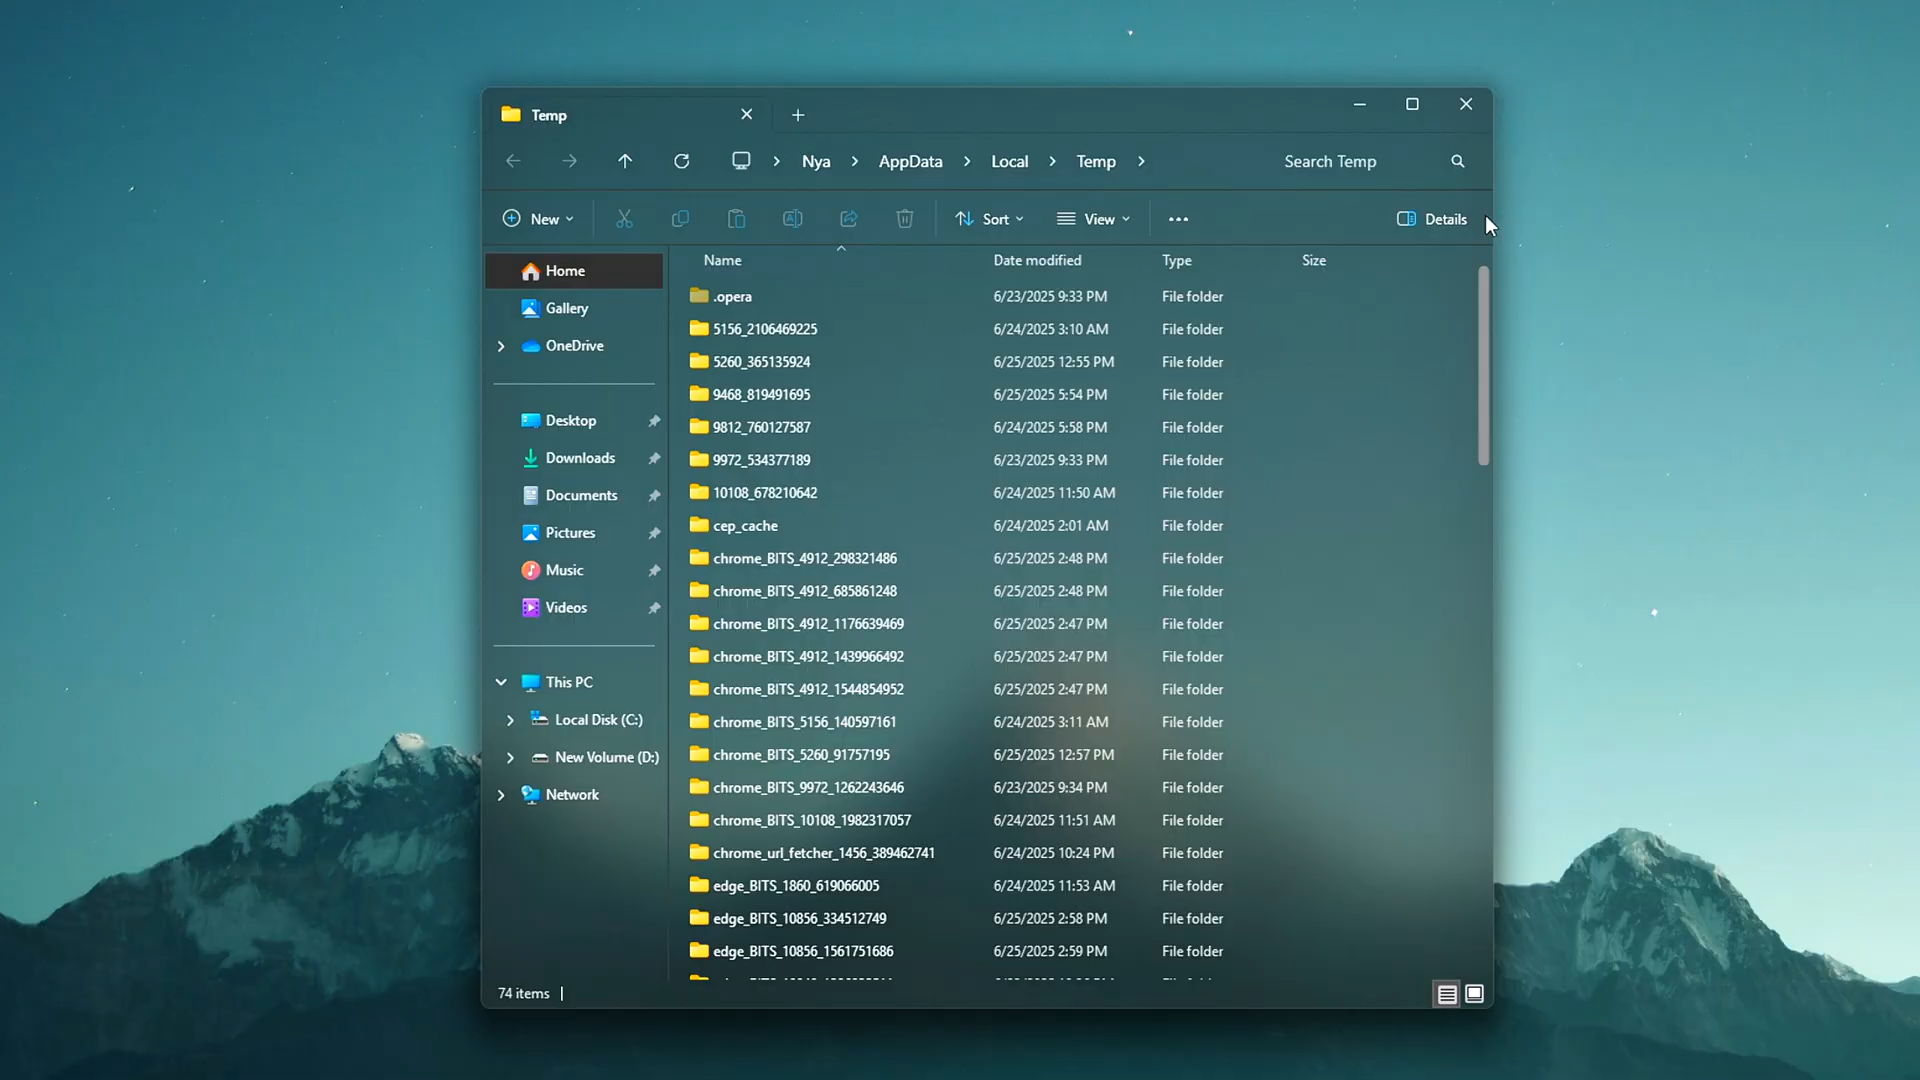 Temp
Nya
AppData
Local
Temp
Search Temp
New
Sort
View
Details
Name
Date modified
Type
Size
Home
Gallery
OneDrive
Desktop
Downloads
Documents
Pictures
Music
Videos
This PC
Local Disk (C:)
New Volume (D:)
Network
.opera 6/23/2025 9:33 PM File folder
5156_2106469225 6/24/2025 3:10 AM File folder
5260_365135924 6/25/2025 12:55 PM File folder
9468_819491695 6/25/2025 5:54 PM File folder
9812_760127587 6/24/2025 5:58 PM File folder
9972_534377189 6/23/2025 9:33 PM File folder
10108_678210642 6/24/2025 11:50 AM File folder
cep_cache 6/24/2025 2:01 AM File folder
chrome_BITS_4912_298321486 6/25/2025 2:48 PM File folder
chrome_BITS_4912_685861248 6/25/2025 2:48 PM File folder
chrome_BITS_4912_1176639469 6/25/2025 2:47 PM File folder
chrome_BITS_4912_1439966492 6/25/2025 2:47 PM File folder
chrome_BITS_4912_1544854952 6/25/2025 2:47 PM File folder
chrome_BITS_5156_140597161 6/24/2025 3:11 AM File folder
chrome_BITS_5260_91757195 6/25/2025 12:57 PM File folder
chrome_BITS_9972_1262243646 6/23/2025 9:34 PM File folder
chrome_BITS_10108_1982317057 6/24/2025 11:51 AM File folder
chrome_url_fetcher_1456_389462741 6/24/2025 10:24 PM File folder
edge_BITS_1860_619066005 6/24/2025 11:53 AM File folder
edge_BITS_10856_334512749 6/25/2025 2:58 PM File folder
edge_BITS_10856_1561751686 6/25/2025 2:59 PM File folder
74 items